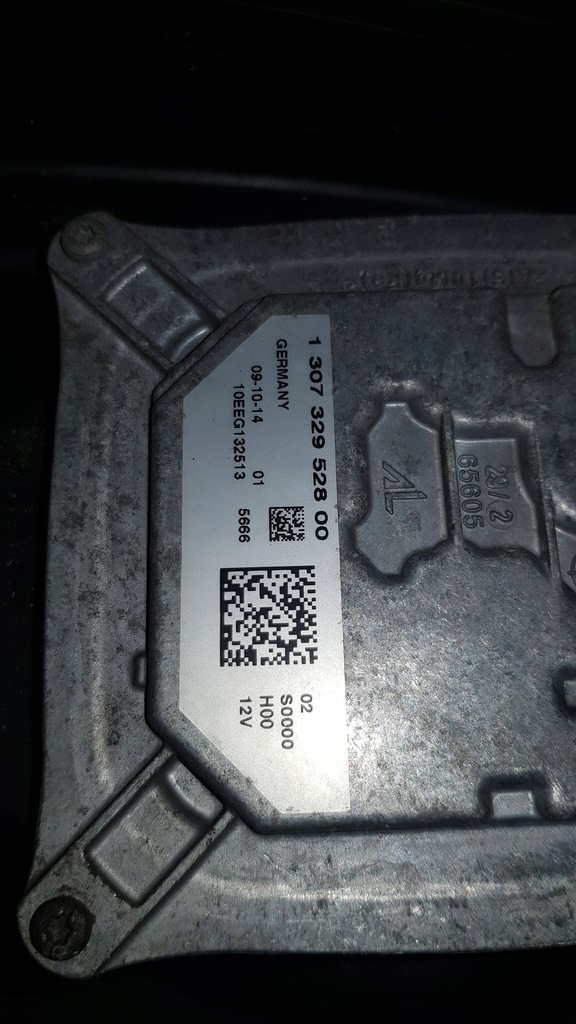 1 307 329 528 00
GERMANY
09-10-14 01
10EEG132513 5666
02
S0000
H00
12V
AL
20/2
65605